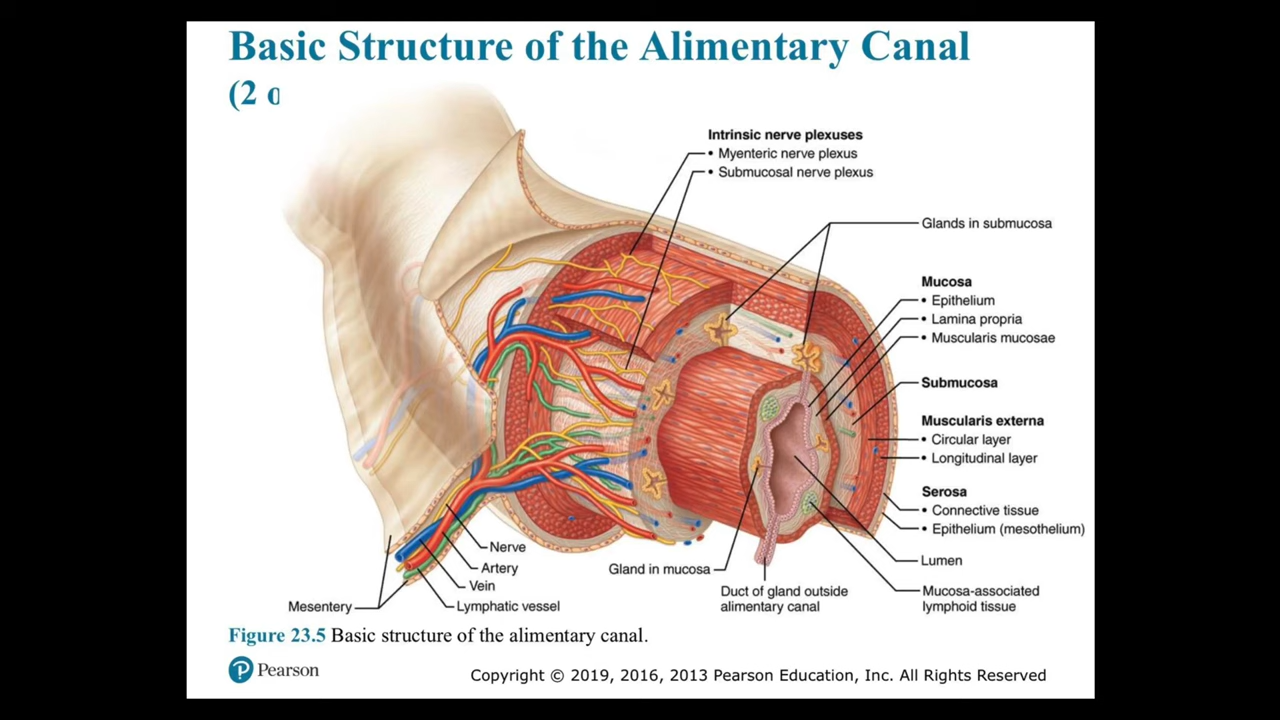 Basic Structure of the Alimentary Canal
(2 o
Intrinsic nerve plexuses
• Myenteric nerve plexus
• Submucosal nerve plexus
Glands in submucosa
Mucosa
• Epithelium
• Lamina propria
• Muscularis mucosae
Submucosa
Muscularis externa
• Circular layer
• Longitudinal layer
Serosa
• Connective tissue
• Epithelium (mesothelium)
Lumen
Mucosa-associated
lymphoid tissue
Nerve
Artery
Vein
Lymphatic vessel
Mesentery
Gland in mucosa
Duct of gland outside
alimentary canal
Figure 23.5 Basic structure of the alimentary canal.
P Pearson
Copyright © 2019, 2016, 2013 Pearson Education, Inc. All Rights Reserved